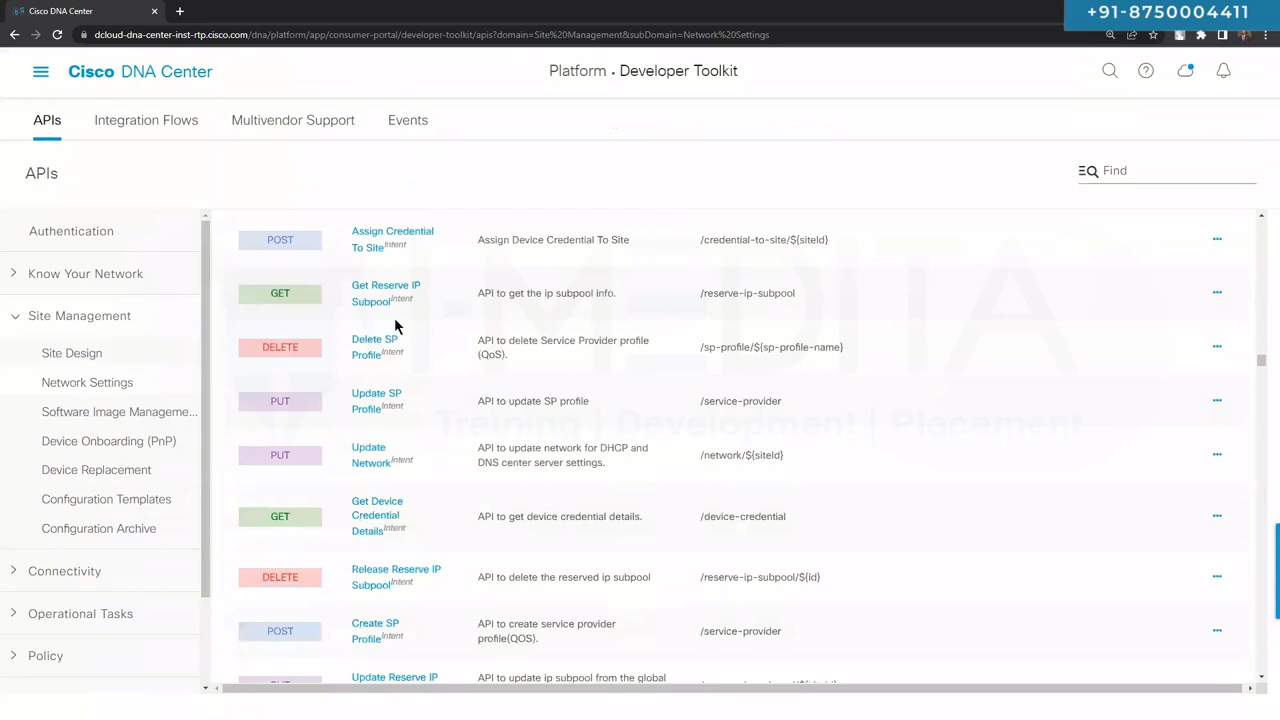 Cisco DNA Center
+91-8750004411
dcloud-dna-center-inst-rtp.cisco.com/dna/platform/app/consumer-portal/developer-toolkit/apis?domain=Site%20Management&subDomain=Network%20Settings
Cisco DNA Center
Platform • Developer Toolkit
APIs
Integration Flows
Multivendor Support
Events
APIs
Find
Authentication
Know Your Network
Site Management
Site Design
Network Settings
Software Image Manageme...
Device Onboarding (PnP)
Device Replacement
Configuration Templates
Configuration Archive
Connectivity
Operational Tasks
Policy
POST
Assign Credential
To Site Intent
Assign Device Credential To Site
/credential-to-site/${siteId}
GET
Get Reserve IP
Subpool Intent
API to get the ip subpool info.
/reserve-ip-subpool
DELETE
Delete SP
Profile Intent
API to delete Service Provider profile
(QoS).
/sp-profile/${sp-profile-name}
PUT
Update SP
Profile Intent
API to update SP profile
/service-provider
PUT
Update
Network Intent
API to update network for DHCP and
DNS center server settings.
/network/${siteId}
GET
Get Device
Credential
Details Intent
API to get device credential details.
/device-credential
DELETE
Release Reserve IP
Subpool Intent
API to delete the reserved ip subpool
/reserve-ip-subpool/${id}
POST
Create SP
Profile Intent
API to create service provider
profile(QOS).
/service-provider
Update Reserve IP
API to update ip subpool from the global
I-MEDITA
Training | Development | Placement